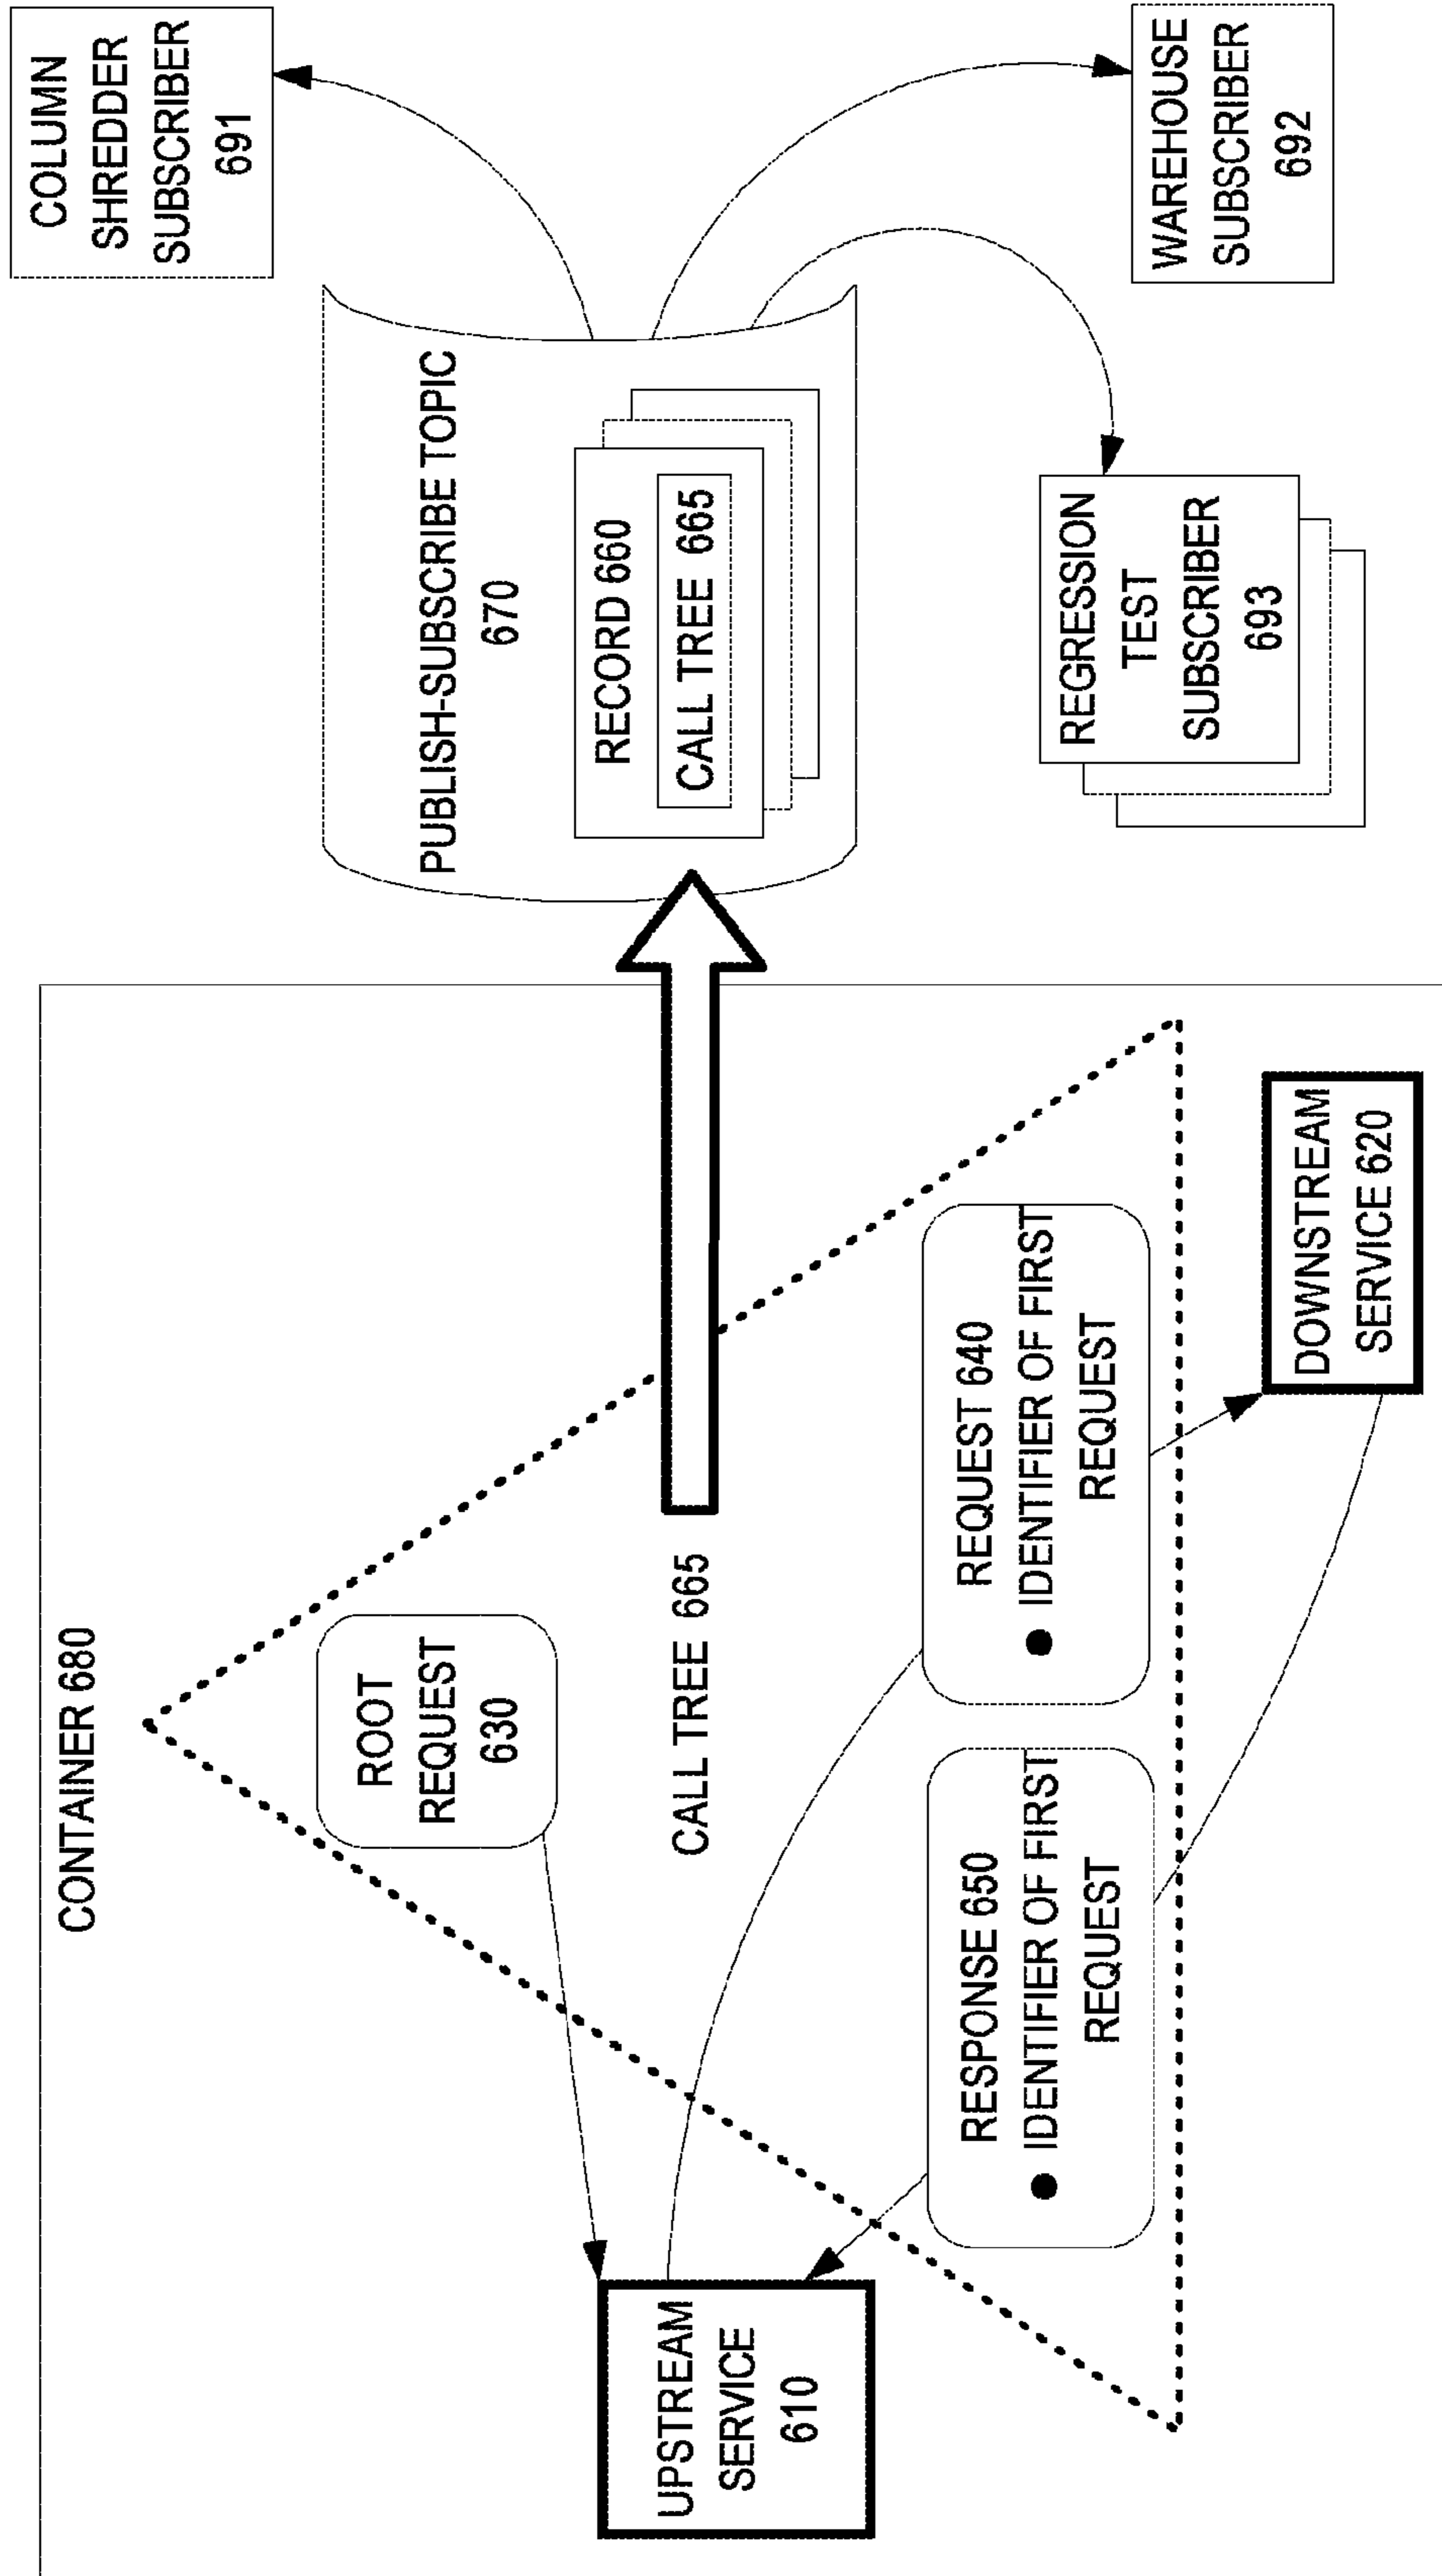 CONTAINER 680
ROOT
REQUEST
630
UPSTREAM
SERVICE
610
CALL TREE 665
RESPONSE 650
● IDENTIFIER OF FIRST
REQUEST
REQUEST 640
● IDENTIFIER OF FIRST
REQUEST
DOWNSTREAM
SERVICE 620
PUBLISH-SUBSCRIBE TOPIC
670
RECORD 660
CALL TREE 665
COLUMN
SHREDDER
SUBSCRIBER
691
REGRESSION
TEST
SUBSCRIBER
693
WAREHOUSE
SUBSCRIBER
692